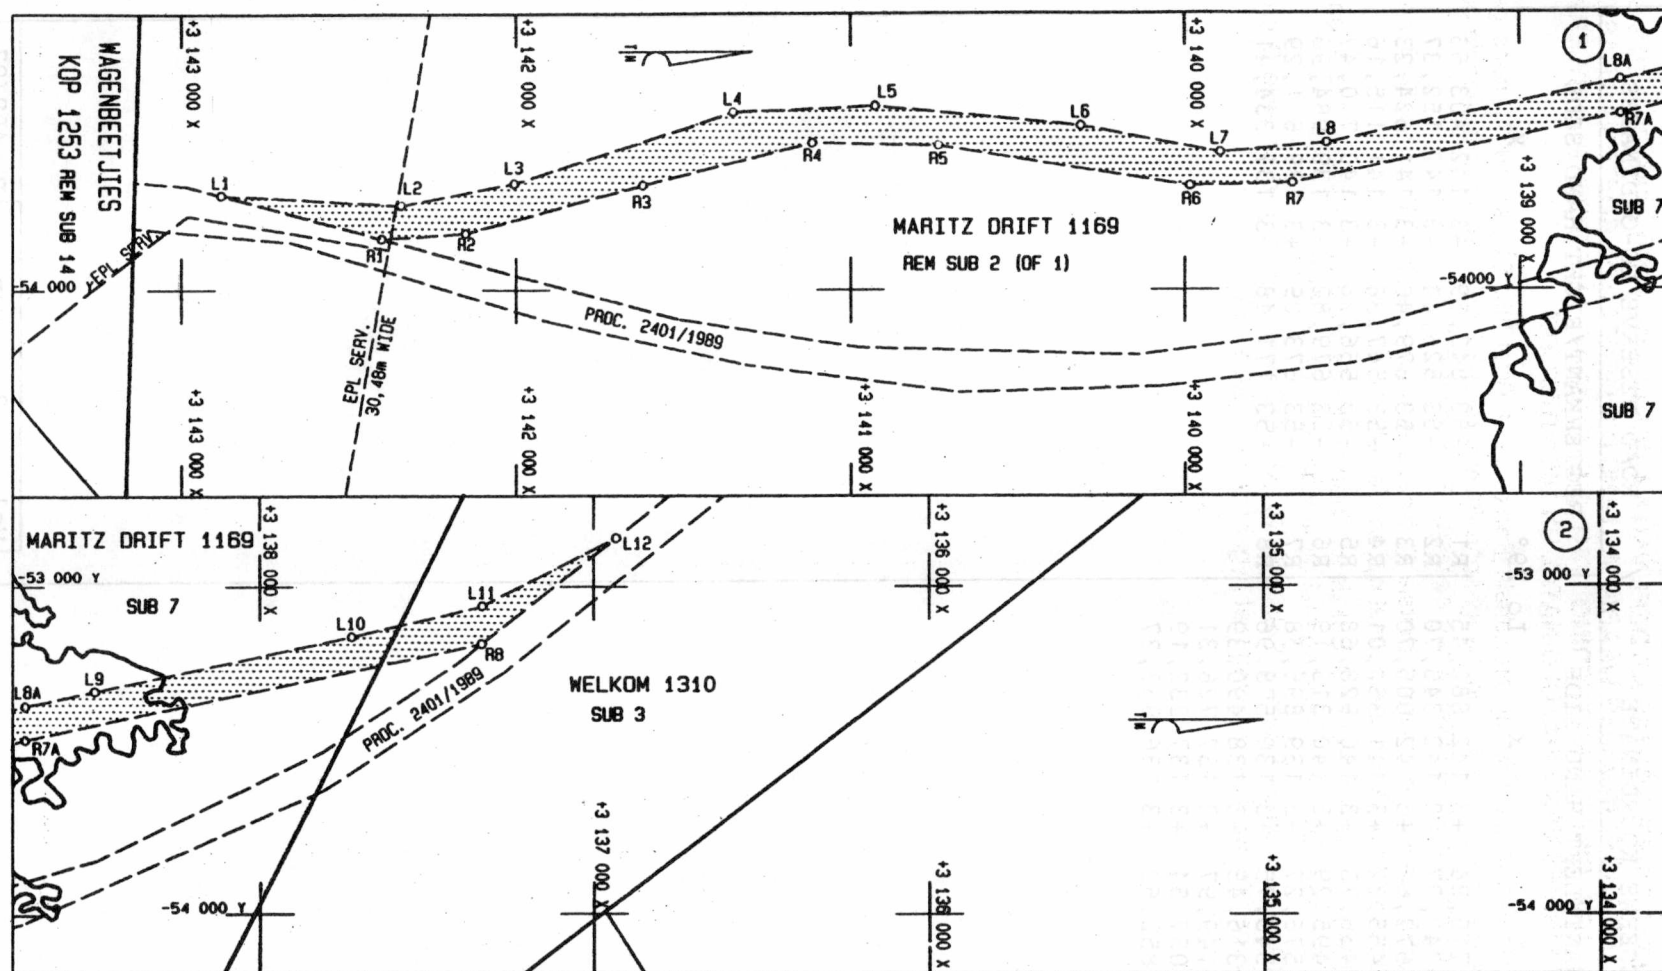 WAGENBEETJIES
KOP 1253 REM SUB 14
+3 143 000 X
+3 142 000 X
+3 140 000 X
1
TN
L1
L2
L3
L4
L5
L6
L7
L8
L8A
R1
R2
R3
R4
R5
R6
R7
R7A
MARITZ DRIFT 1169
REM SUB 2 (OF 1)
+3 139 000 X
SUB 7
-54 000 Y
EPL SERV.
-54000 Y
PROC. 2401/1989
EPL SERV.
30,48m WIDE
+3 143 000 X
+3 142 000 X
+3 141 000 X
+3 140 000 X
SUB 7
MARITZ DRIFT 1169
-53 000 Y
SUB 7
+3 138 000 X
+3 136 000 X
+3 135 000 X
+3 134 000 X
2
-53 000 Y
L8A
L9
L10
L11
L12
R7A
R8
PROC. 2401/1989
WELKOM 1310
SUB 3
TN
-54 000 Y
+3 137 000 X
+3 136 000 X
+3 135 000 X
+3 134 000 X
-54 000 Y